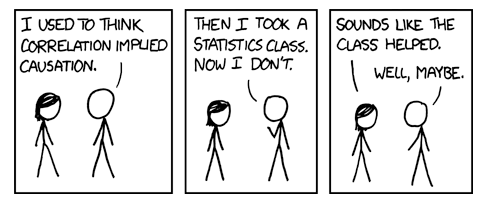 I USED TO THINK
CORRELATION IMPLIED
CAUSATION.
THEN I TOOK A
STATISTICS CLASS.
NOW I DON'T.
SOUNDS LIKE THE
CLASS HELPED.
WELL, MAYBE.